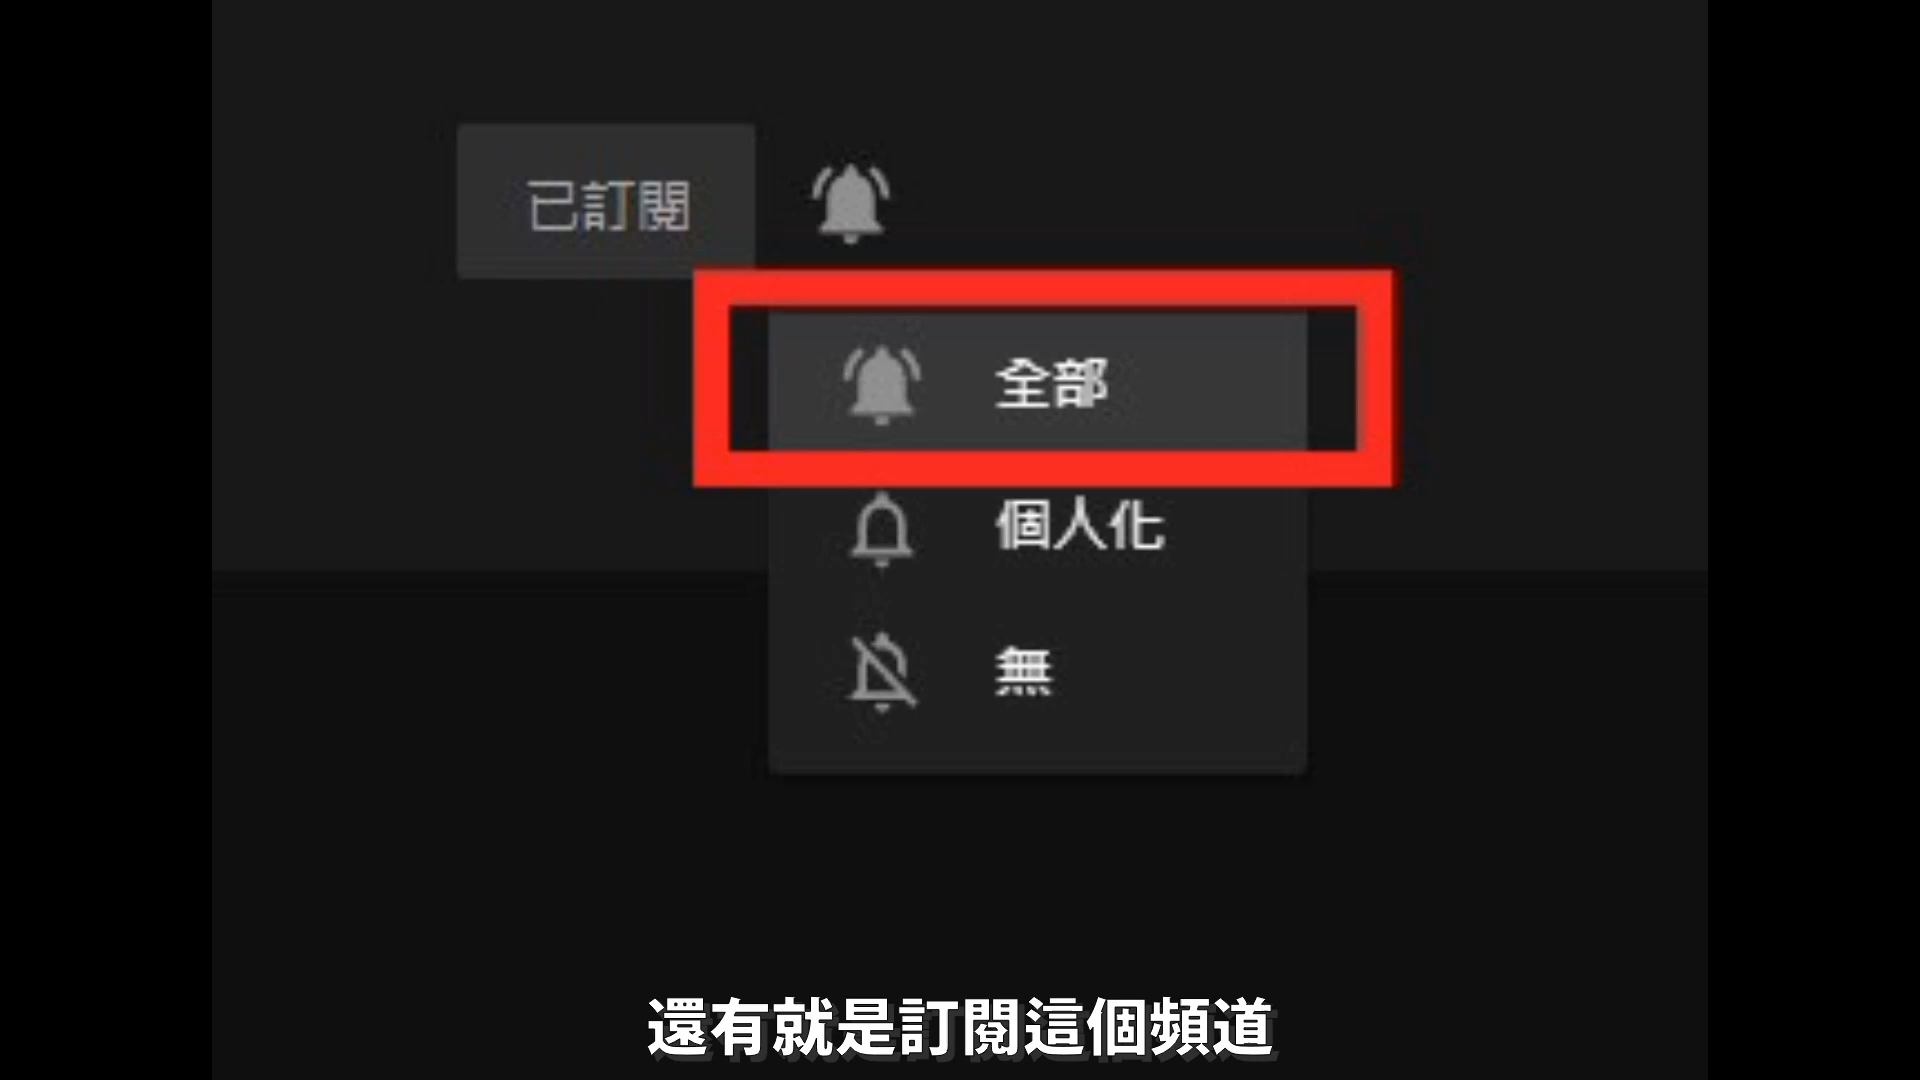 已訂閱
全部
個人化
無
還有就是訂閱這個頻道